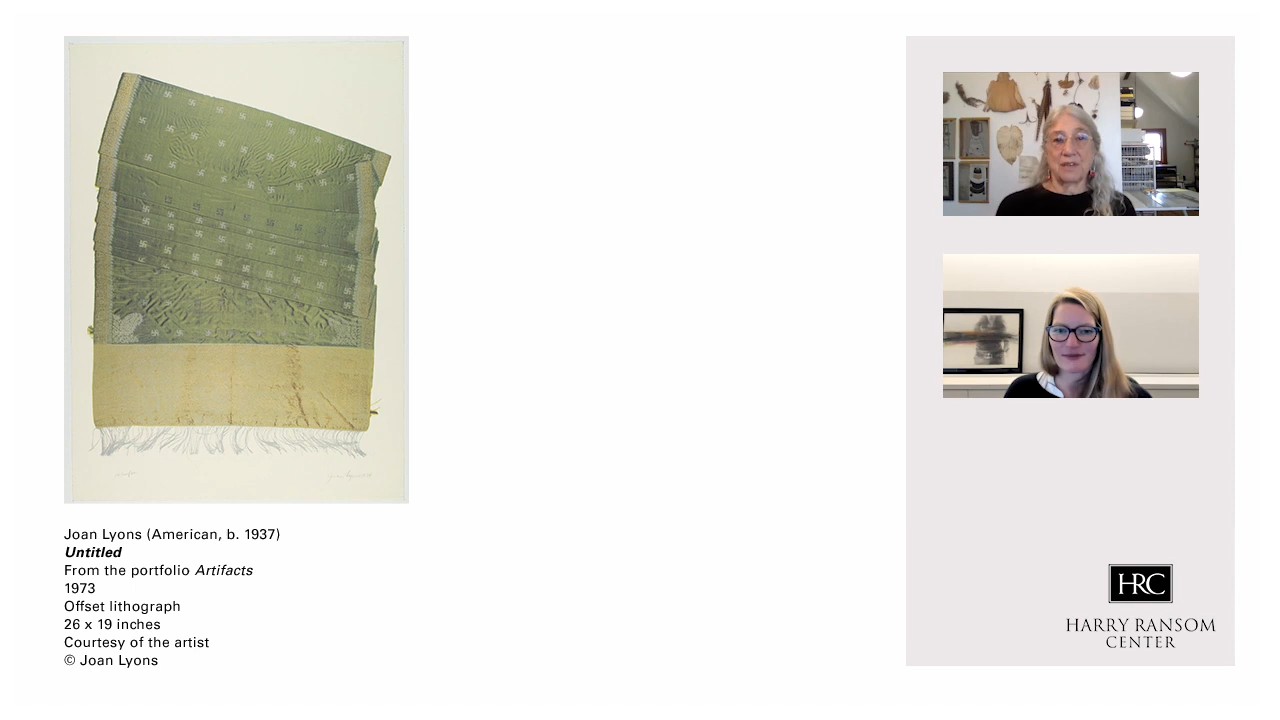 Joan Lyons (American, b. 1937)
Untitled
From the portfolio Artifacts
1973
Offset lithograph
26 x 19 inches
Courtesy of the artist
© Joan Lyons
HRC
HARRY RANSOM
CENTER